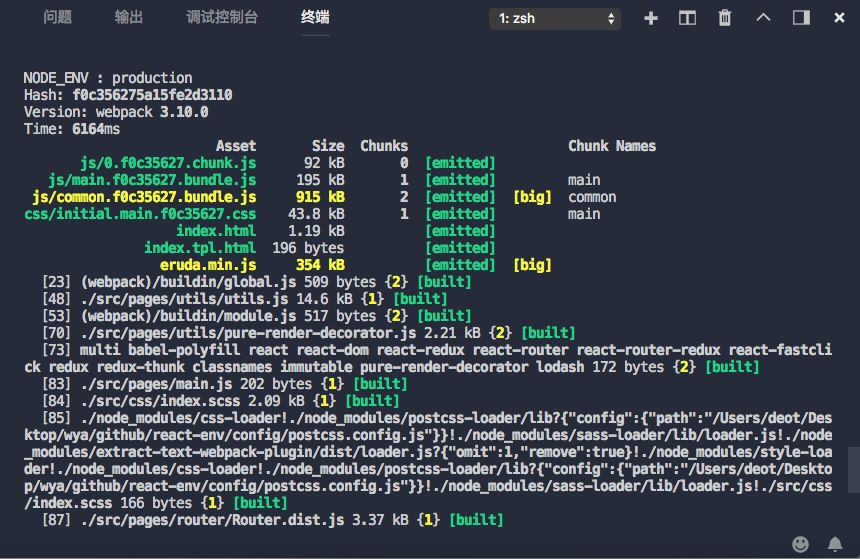 问题 输出 调试控制台 终端 1: zsh
NODE_ENV : production
Hash: f0c356275a15fe2d3110
Version: webpack 3.10.0
Time: 6164ms
Asset Size Chunks Chunk Names
js/0.f0c35627.chunk.js 92 kB 0 [emitted]
js/main.f0c35627.bundle.js 195 kB 1 [emitted] main
js/common.f0c35627.bundle.js 915 kB 2 [emitted] [big] common
css/initial.main.f0c35627.css 43.8 kB 1 [emitted] main
index.html 1.19 kB [emitted]
index.tpl.html 196 bytes [emitted]
eruda.min.js 354 kB [emitted] [big]
[23] (webpack)/buildin/global.js 509 bytes {2} [built]
[48] ./src/pages/utils/utils.js 14.6 kB {1} [built]
[53] (webpack)/buildin/module.js 517 bytes {2} [built]
[70] ./src/pages/utils/pure-render-decorator.js 2.21 kB {2} [built]
[73] multi babel-polyfill react react-dom react-redux react-router react-router-redux react-fastcli
ck redux redux-thunk classnames immutable pure-render-decorator lodash 172 bytes {2} [built]
[83] ./src/pages/main.js 202 bytes {1} [built]
[84] ./src/css/index.scss 2.09 kB {1} [built]
[85] ./node_modules/css-loader!./node_modules/postcss-loader/lib?{"config":{"path":"/Users/deot/Des
ktop/wya/github/react-env/config/postcss.config.js"}}!./node_modules/sass-loader/lib/loader.js!./node
_modules/extract-text-webpack-plugin/dist/loader.js?{"omit":1,"remove":true}!./node_modules/style-loa
der!./node_modules/css-loader!./node_modules/postcss-loader/lib?{"config":{"path":"/Users/deot/Deskto
p/wya/github/react-env/config/postcss.config.js"}}!./node_modules/sass-loader/lib/loader.js!./src/css
/index.scss 166 bytes {1} [built]
[87] ./src/pages/router/Router.dist.js 3.37 kB {1} [built]